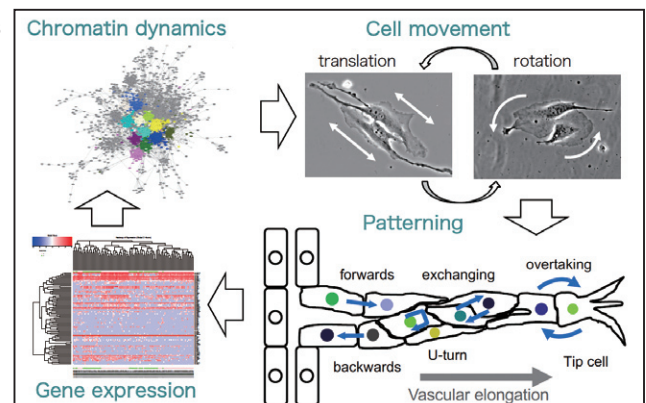 Chromatin dynamics
Cell movement
translation
rotation
Patterning
forwards
exchanging
overtaking
backwards
U-turn
Tip cell
Vascular elongation
Gene expression